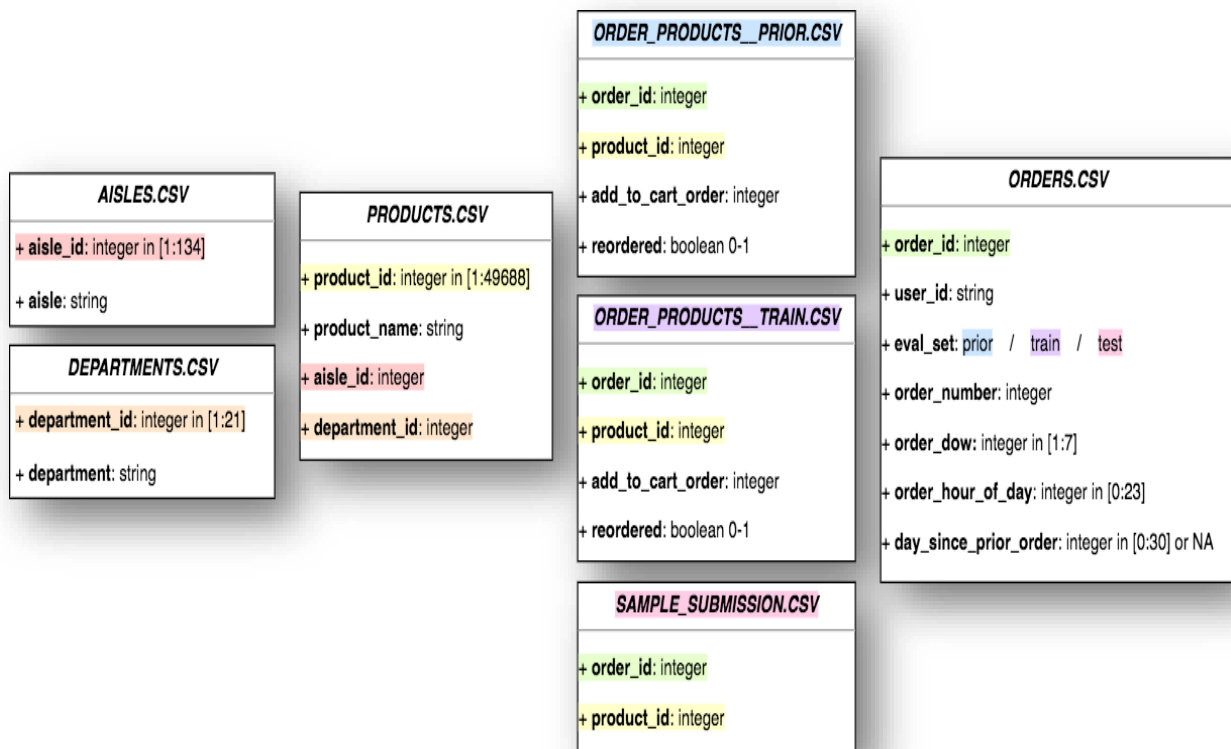 AISLES.CSV
+ aisle_id: integer in [1:134]
+ aisle: string
DEPARTMENTS.CSV
+ department_id: integer in [1:21]
+ department: string
PRODUCTS.CSV
+ product_id: integer in [1:49688]
+ product_name: string
+ aisle_id: integer
+ department_id: integer
ORDER_PRODUCTS__PRIOR.CSV
+ order_id: integer
+ product_id: integer
+ add_to_cart_order: integer
+ reordered: boolean 0-1
ORDER_PRODUCTS__TRAIN.CSV
+ order_id: integer
+ product_id: integer
+ add_to_cart_order: integer
+ reordered: boolean 0-1
SAMPLE_SUBMISSION.CSV
+ order_id: integer
+ product_id: integer
ORDERS.CSV
+ order_id: integer
+ user_id: string
+ eval_set: prior / train / test
+ order_number: integer
+ order_dow: integer in [1:7]
+ order_hour_of_day: integer in [0:23]
+ day_since_prior_order: integer in [0:30] or NA